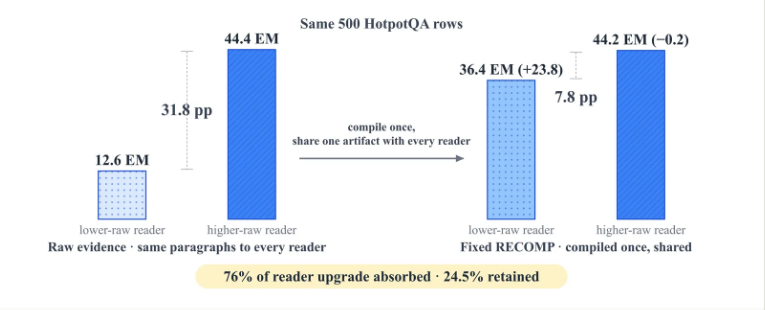 Same 500 HotpotQA rows
44.4 EM
44.2 EM (−0.2)
36.4 EM (+23.8)
7.8 pp
31.8 pp
compile once,
share one artifact with every reader
12.6 EM
lower-raw reader
higher-raw reader
lower-raw reader
higher-raw reader
Raw evidence · same paragraphs to every reader
Fixed RECOMP · compiled once, shared
76% of reader upgrade absorbed · 24.5% retained